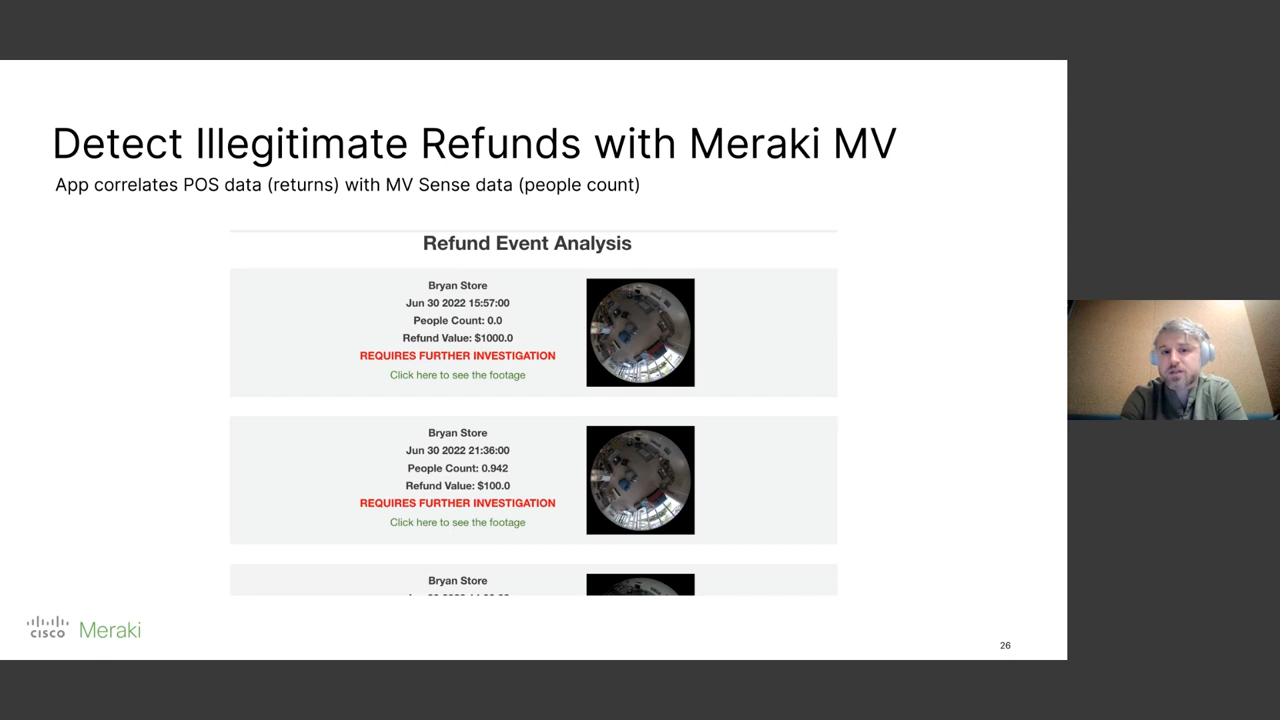 Detect Illegitimate Refunds with Meraki MV
App correlates POS data (returns) with MV Sense data (people count)
Refund Event Analysis
Bryan Store
Jun 30 2022 15:57:00
People Count: 0.0
Refund Value: $1000.0
REQUIRES FURTHER INVESTIGATION
Click here to see the footage
Bryan Store
Jun 30 2022 21:36:00
People Count: 0.942
Refund Value: $100.0
REQUIRES FURTHER INVESTIGATION
Click here to see the footage
Bryan Store
CISCO Meraki
26